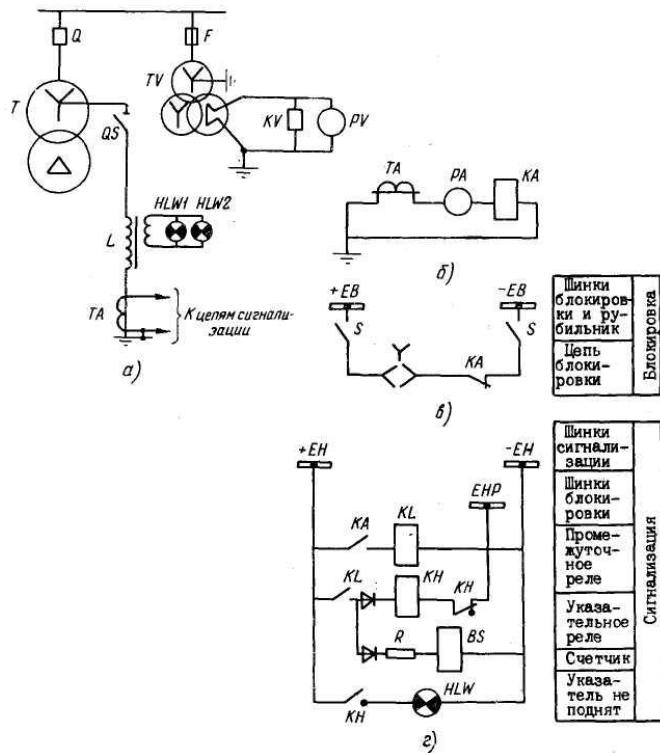 Q
F
T
TV
QS
KV
PV
HLW1 HLW2
L
TA
К цепям сигнали-
зации
а)
TA
PA
KA
б)
+EB
-EB
S
S
KA
в)
Шинки
блокиров-
ки и ру-
бильник
Цепь
блоки-
ровки
Блокировка
+EH
-EH
EHP
KA
KL
KL
KH
KH
R
BS
KH
HLW
г)
Шинки
сигнали-
зации
Шинки
блоки-
ровки
Проме-
жуточ-
ное
реле
Указа-
тельное
реле
Счетчик
Указа-
тель не
поднят
Сигнализация